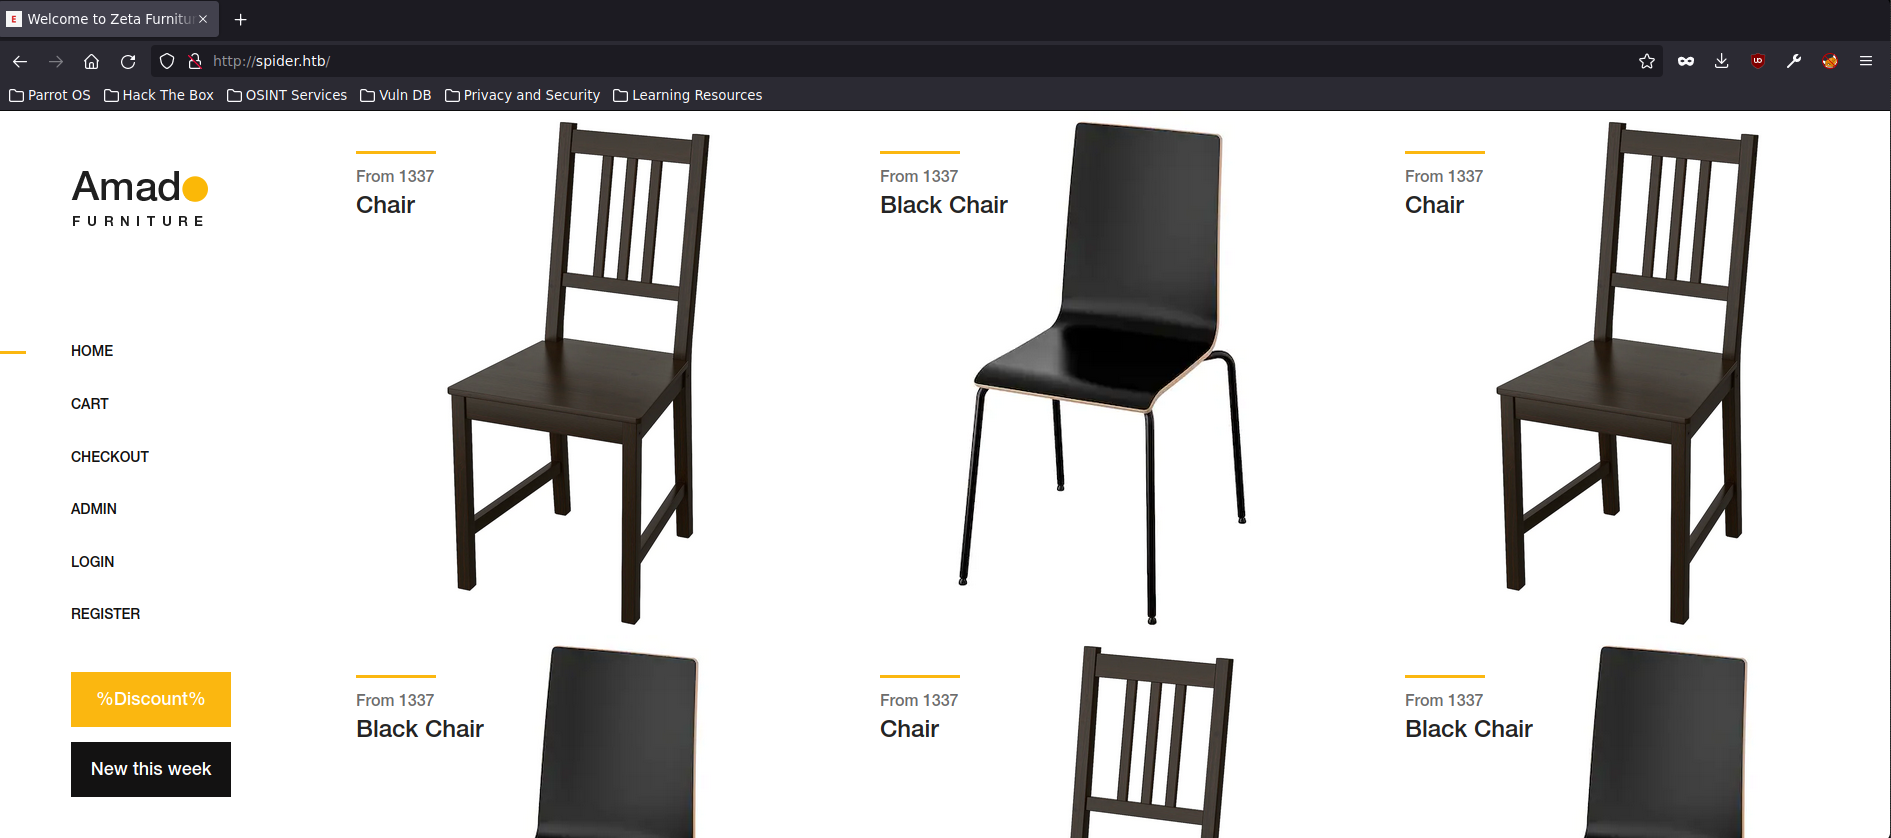 E Welcome to Zeta Furnitu
http://spider.htb/
UO
Parrot OS Hack The Box OSINT Services Vuln DB Privacy and Security Learning Resources
Amado
FURNITURE
HOME
CART
CHECKOUT
ADMIN
LOGIN
REGISTER
%Discount%
New this week
From 1337
Chair
From 1337
Black Chair
From 1337
Chair
From 1337
Black Chair
From 1337
Chair
From 1337
Black Chair